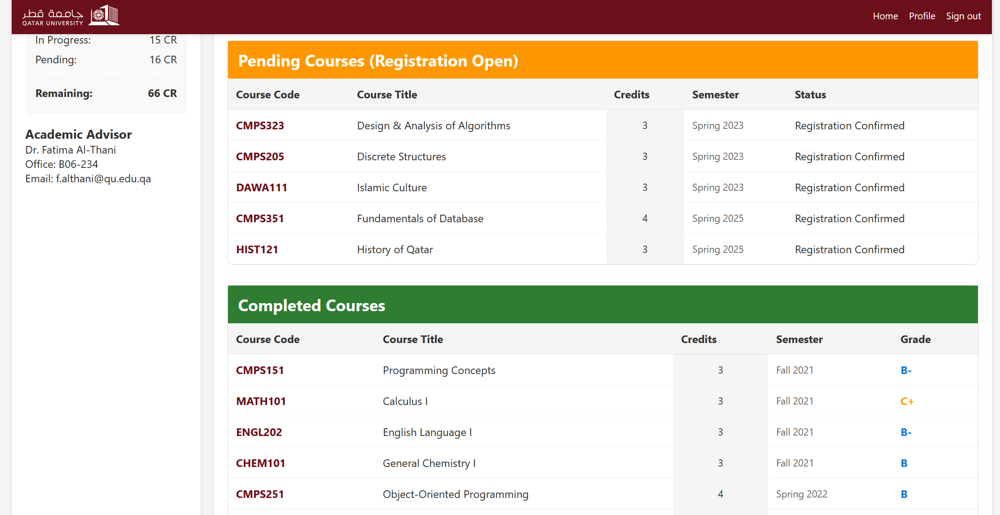 جامعة قطر
QATAR UNIVERSITY
Home Profile Sign out
In Progress: 15 CR
Pending: 16 CR
Remaining: 66 CR
Academic Advisor
Dr. Fatima Al-Thani
Office: B06-234
Email: f.althani@qu.edu.qa
Pending Courses (Registration Open)
Course Code Course Title Credits Semester Status
CMPS323 Design & Analysis of Algorithms 3 Spring 2023 Registration Confirmed
CMPS205 Discrete Structures 3 Spring 2023 Registration Confirmed
DAWA111 Islamic Culture 3 Spring 2023 Registration Confirmed
CMPS351 Fundamentals of Database 4 Spring 2025 Registration Confirmed
HIST121 History of Qatar 3 Spring 2025 Registration Confirmed
Completed Courses
Course Code Course Title Credits Semester Grade
CMPS151 Programming Concepts 3 Fall 2021 B-
MATH101 Calculus I 3 Fall 2021 C+
ENGL202 English Language I 3 Fall 2021 B-
CHEM101 General Chemistry I 3 Fall 2021 B
CMPS251 Object-Oriented Programming 4 Spring 2022 B